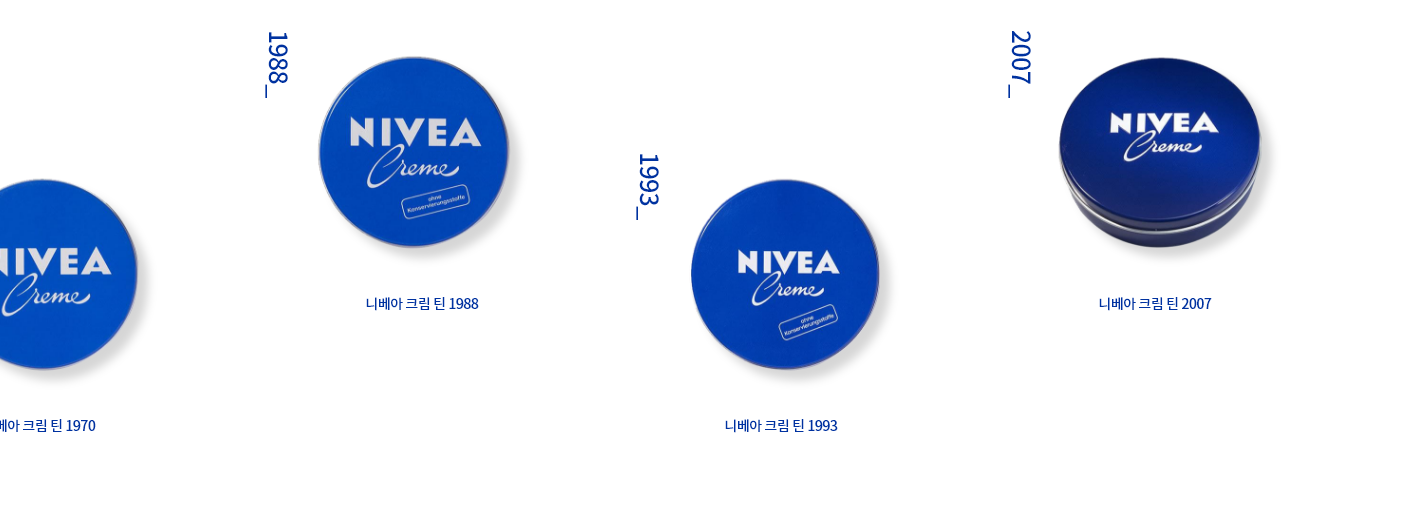 NIVEA
Creme
베아 크림 틴 1970
1988_
NIVEA
Creme
ohne
Konservierungsstoffe
니베아 크림 틴 1988
1993_
NIVEA
Creme
ohne
Konservierungsstoffe
니베아 크림 틴 1993
2007_
NIVEA
Creme
니베아 크림 틴 2007